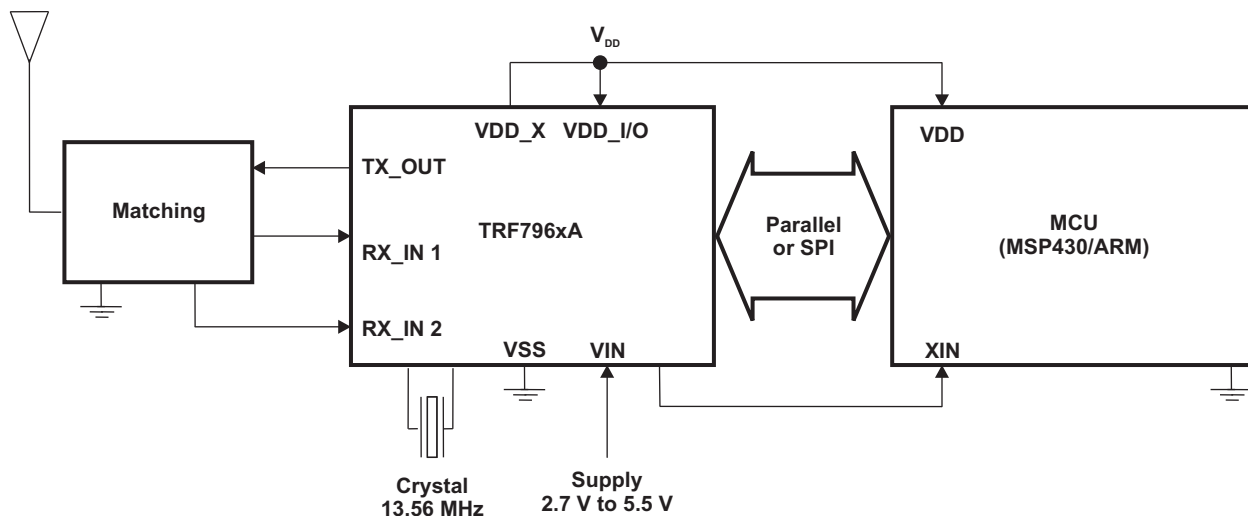 V_DD
VDD_X
VDD_I/O
VDD
TX_OUT
Matching
TRF796xA
Parallel
or SPI
MCU
(MSP430/ARM)
RX_IN 1
RX_IN 2
VSS
VIN
XIN
Crystal
13.56 MHz
Supply
2.7 V to 5.5 V